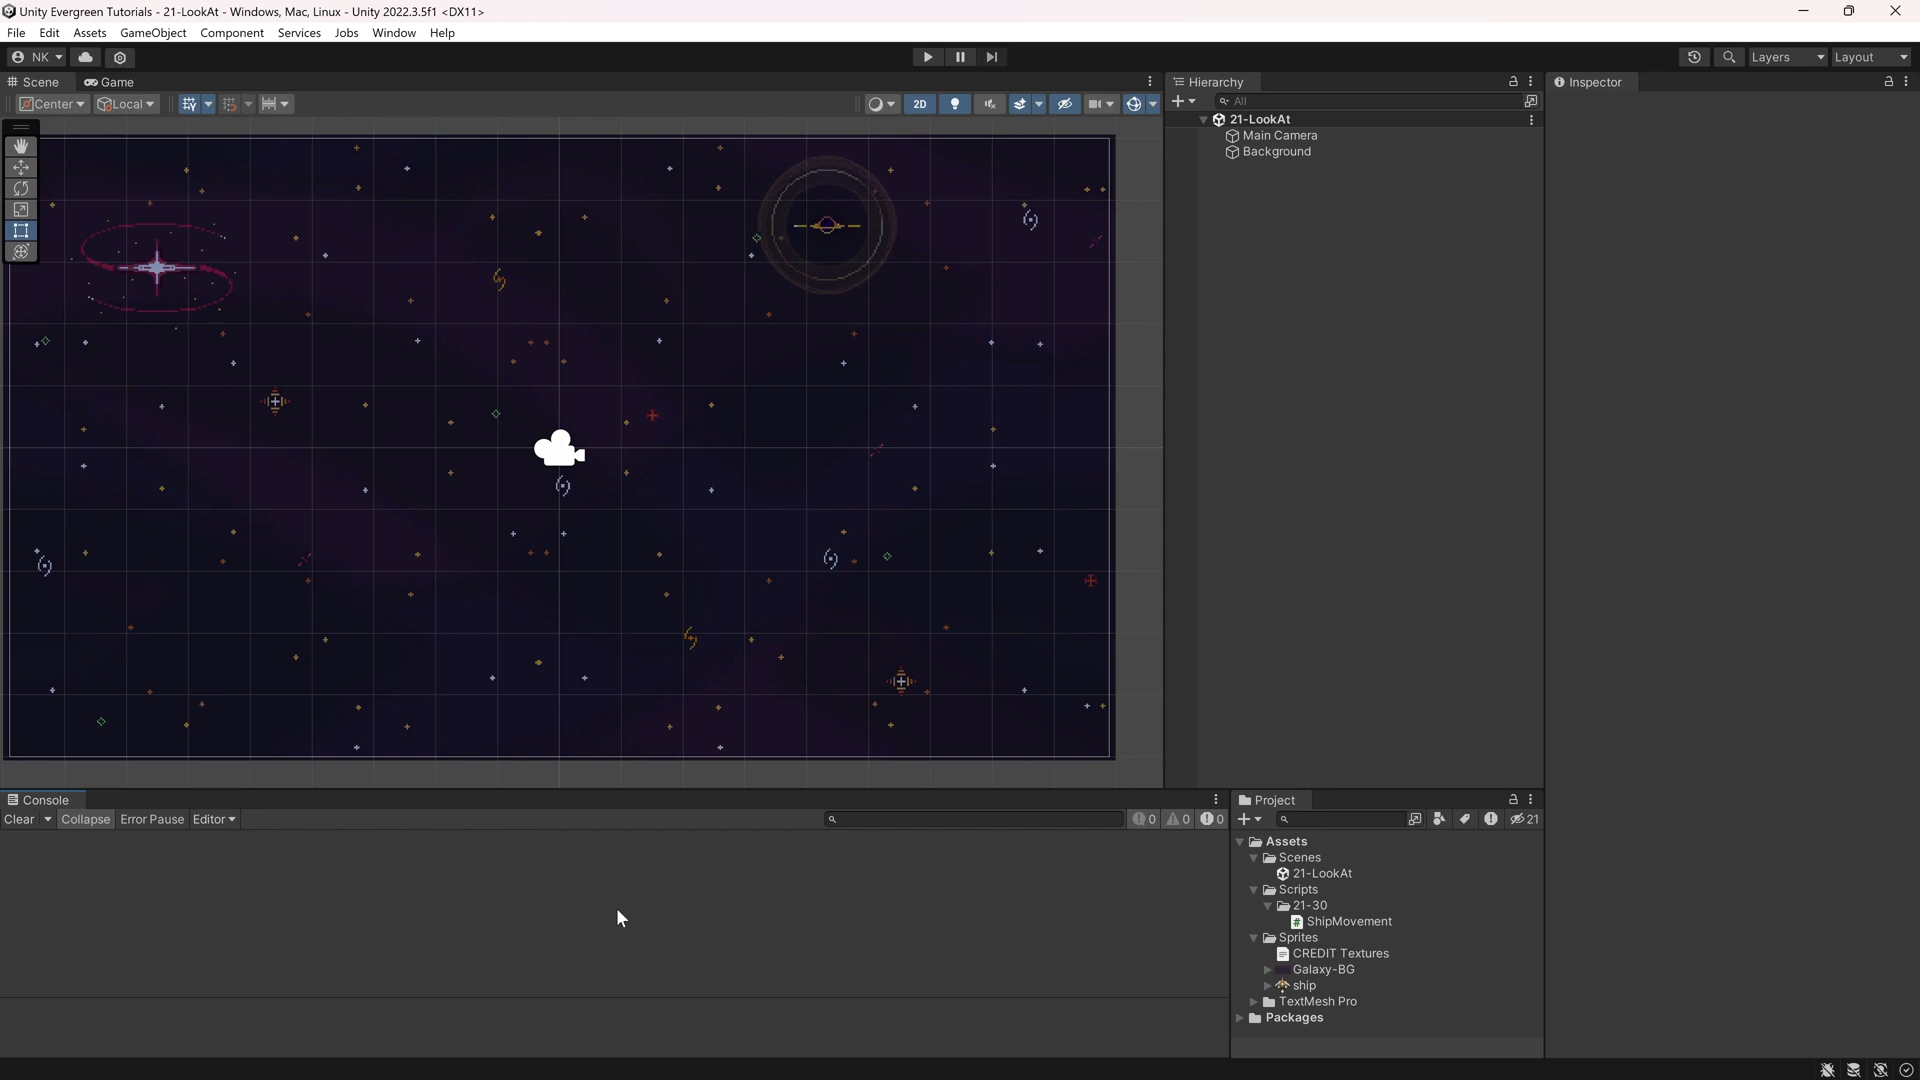 Unity Evergreen Tutorials - 21-LookAt - Windows, Mac, Linux - Unity 2022.3.5f1 <DX11>
File Edit Assets GameObject Component Services Jobs Window Help
NK Layers Layout
Scene Game
Center Local 2D
Hierarchy
All
21-LookAt
Main Camera
Background
Inspector
Console
Clear Collapse Error Pause Editor 0 0 0
Project
21
Assets
Scenes
21-LookAt
Scripts
21-30
ShipMovement
Sprites
CREDIT Textures
Galaxy-BG
ship
TextMesh Pro
Packages